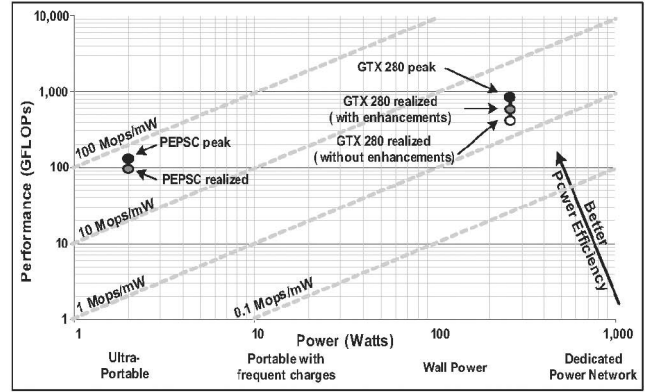 10,000
1,000
100
10
1
Performance (GFLOPs)
100 Mops/mW
10 Mops/mW
1 Mops/mW
0.1 Mops/mW
PEPSC peak
PEPSC realized
GTX 280 peak
GTX 280 realized
( with enhancements)
GTX 280 realized
( without enhancements)
Better
Power Efficiency
1
10
100
1,000
Power (Watts)
Ultra-
Portable
Portable with
frequent charges
Wall Power
Dedicated
Power Network